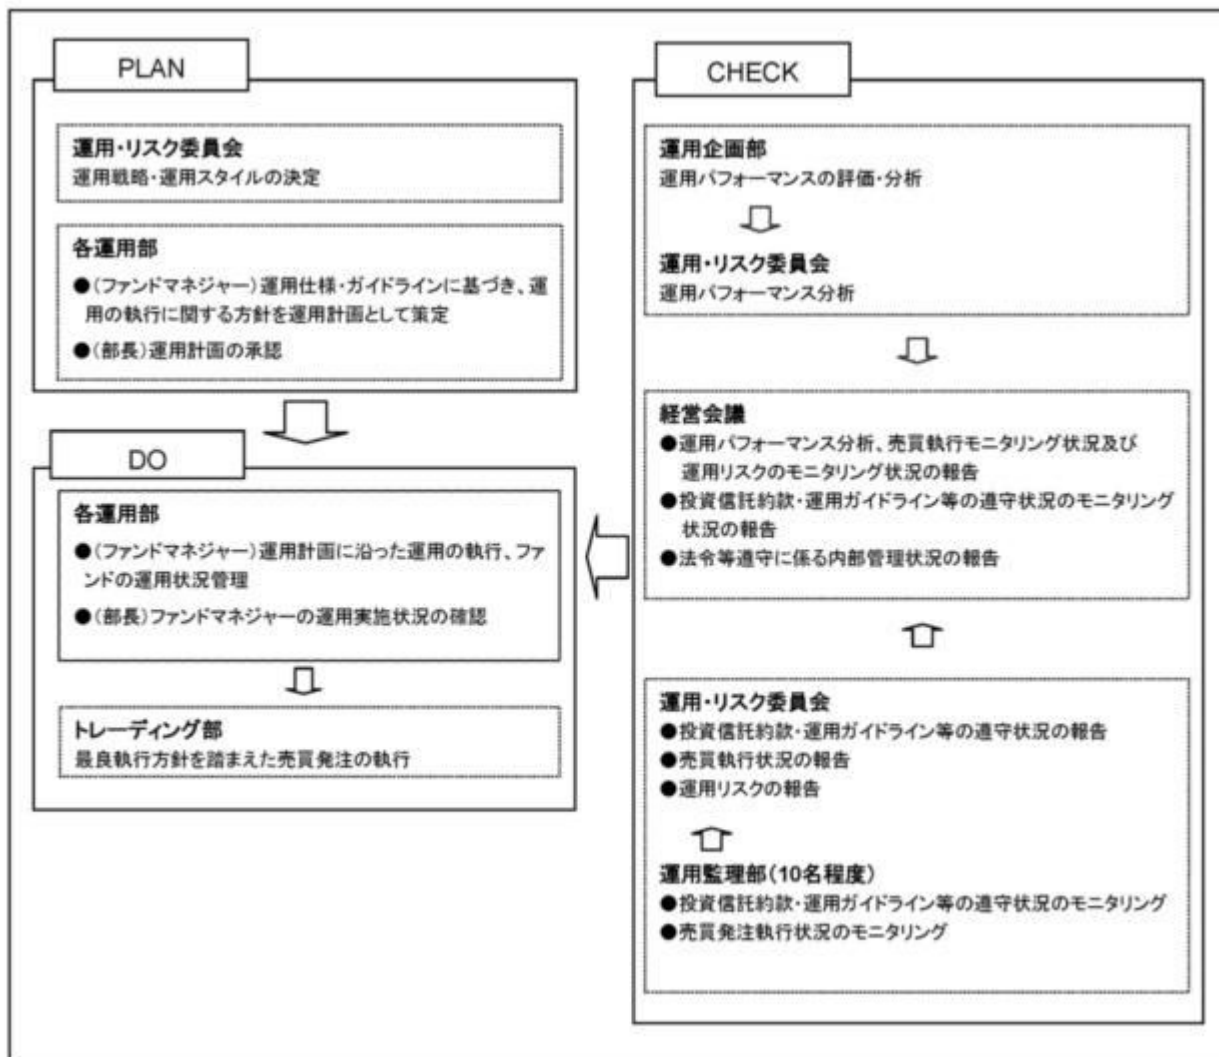 PLAN
運用・リスク委員会
運用戦略・運用スタイルの決定
各運用部
●(ファンドマネジャー)運用仕様・ガイドラインに基づき、運
用の執行に関する方針を運用計画として策定
●(部長)運用計画の承認
DO
各運用部
●(ファンドマネジャー)運用計画に沿った運用の執行、ファ
ンドの運用状況管理
●(部長)ファンドマネジャーの運用実施状況の確認
トレーディング部
最良執行方針を踏まえた売買発注の執行
CHECK
運用企画部
運用パフォーマンスの評価・分析
運用・リスク委員会
運用パフォーマンス分析
経営会議
●運用パフォーマンス分析、売買執行モニタリング状況及び
運用リスクのモニタリング状況の報告
●投資信託約款・運用ガイドライン等の遵守状況のモニタリング
状況の報告
●法令等遵守に係る内部管理状況の報告
運用・リスク委員会
●投資信託約款・運用ガイドライン等の遵守状況の報告
●売買執行状況の報告
●運用リスクの報告
運用監理部(10名程度)
●投資信託約款・運用ガイドライン等の遵守状況のモニタリング
●売買発注執行状況のモニタリング